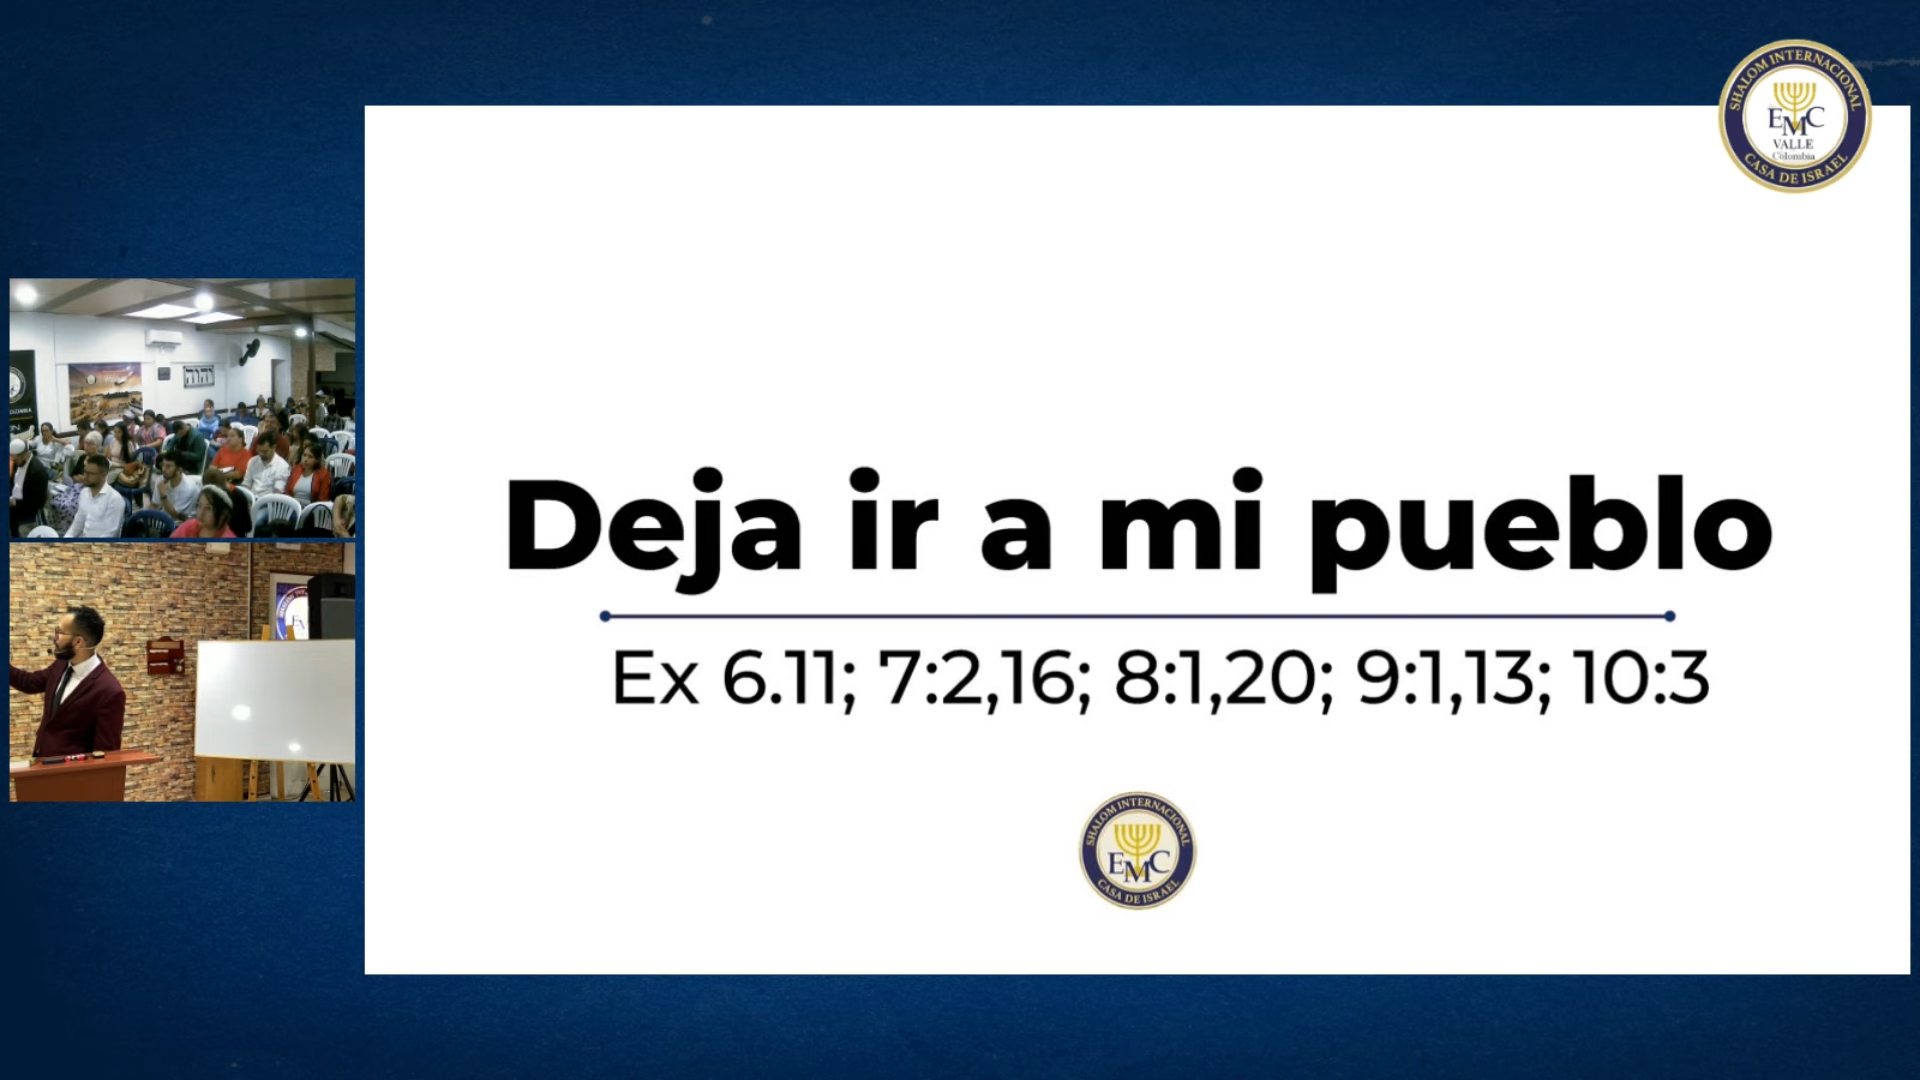 SHALOM INTERNACIONAL
EMC
VALLE
Colombia
CASA DE ISRAEL
Deja ir a mi pueblo
Ex 6.11; 7:2,16; 8:1,20; 9:1,13; 10:3
SHALOM INTERNACIONAL
EMC
CASA DE ISRAEL
יהוה